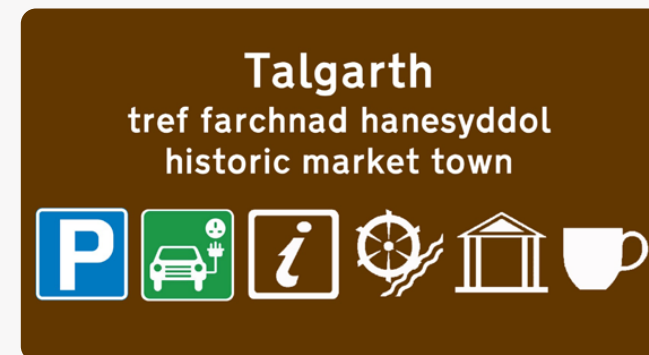 Talgarth
tref farchnad hanesyddol
historic market town
P
i